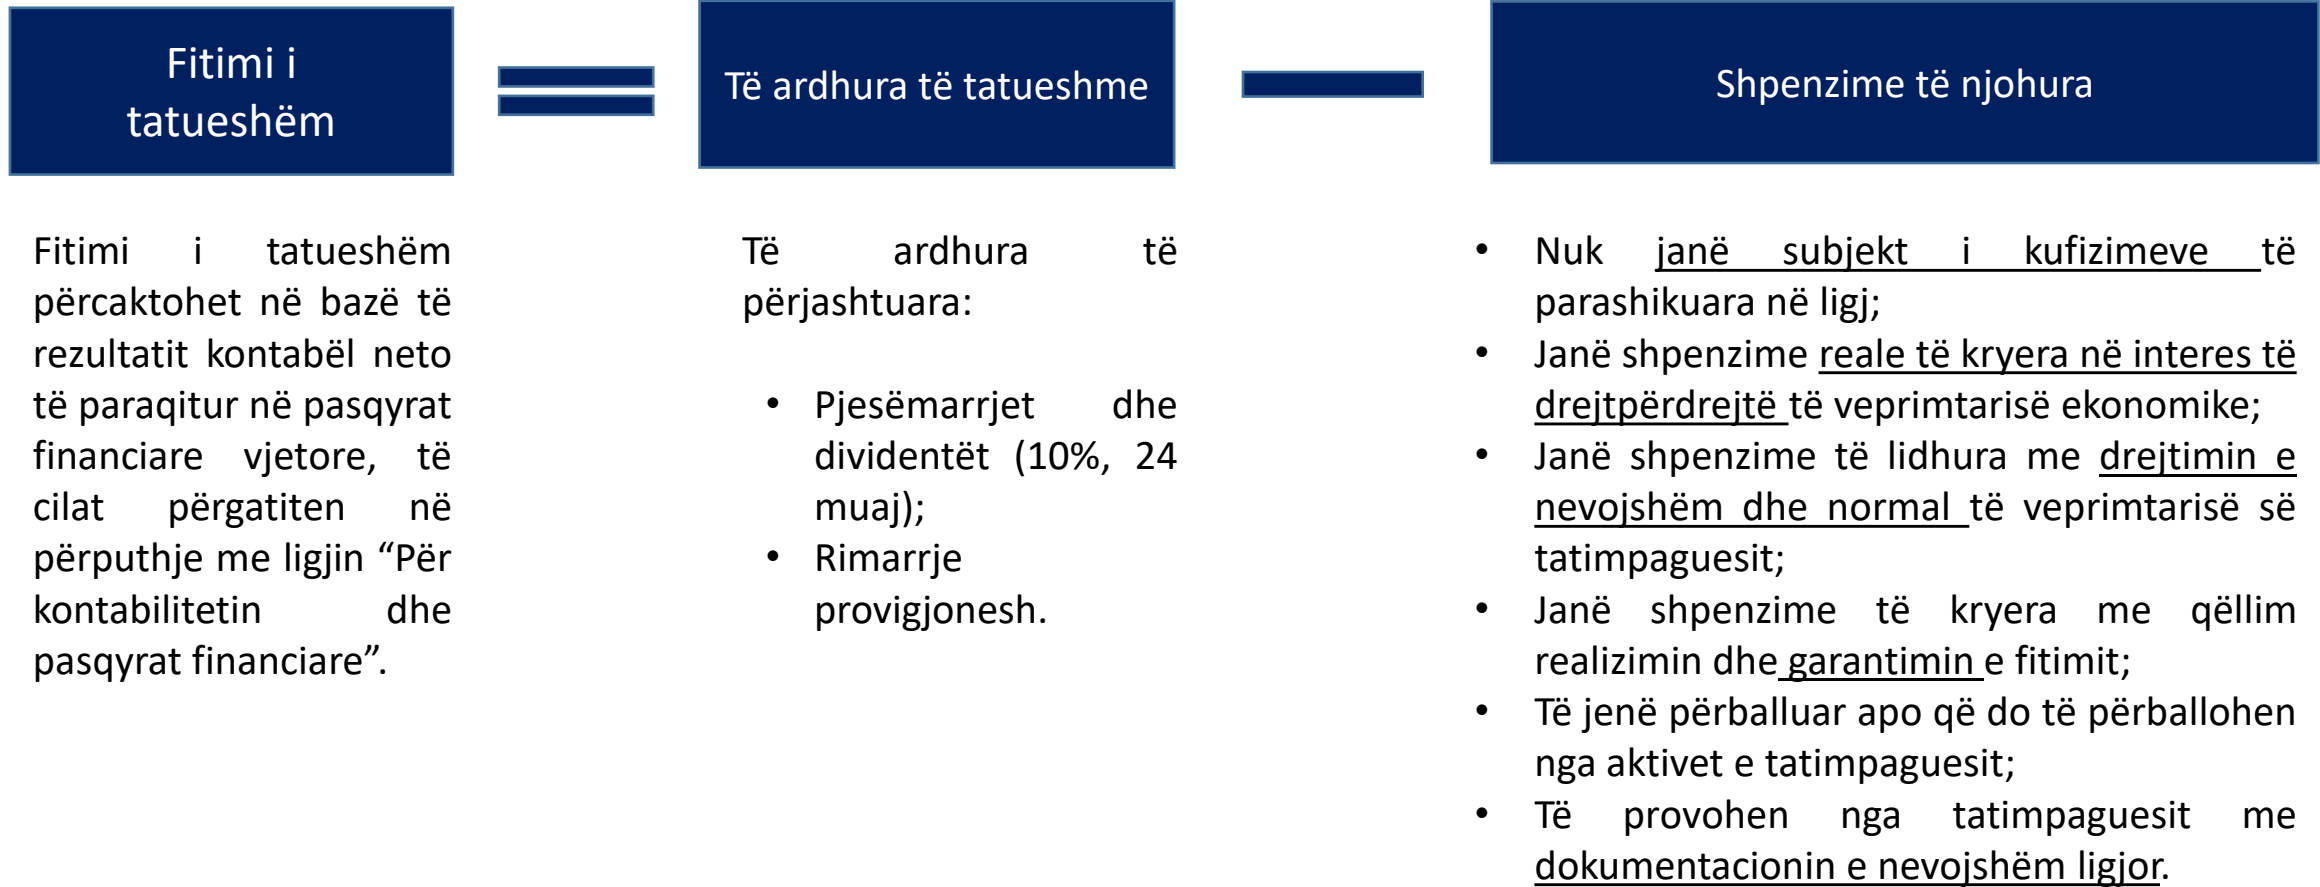 Fitimi i
tatueshëm
Të ardhura të tatueshme
Shpenzime të njohura
Fitimi i tatueshëm
përcaktohet në bazë të
rezultatit kontabël neto
të paraqitur në pasqyrat
financiare vjetore, të
cilat përgatiten në
përputhje me ligjin “Për
kontabilitetin dhe
pasqyrat financiare”.
Të ardhura të
përjashtuara:
• Pjesëmarrjet dhe
dividentët (10%, 24
muaj);
• Rimarrje
provigjonesh.
• Nuk janë subjekt i kufizimeve të
parashikuara në ligj;
• Janë shpenzime reale të kryera në interes të
drejtpërdrejtë të veprimtarisë ekonomike;
• Janë shpenzime të lidhura me drejtimin e
nevojshëm dhe normal të veprimtarisë së
tatimpaguesit;
• Janë shpenzime të kryera me qëllim
realizimin dhe garantimin e fitimit;
• Të jenë përballuar apo që do të përballohen
nga aktivet e tatimpaguesit;
• Të provohen nga tatimpaguesit me
dokumentacionin e nevojshëm ligjor.